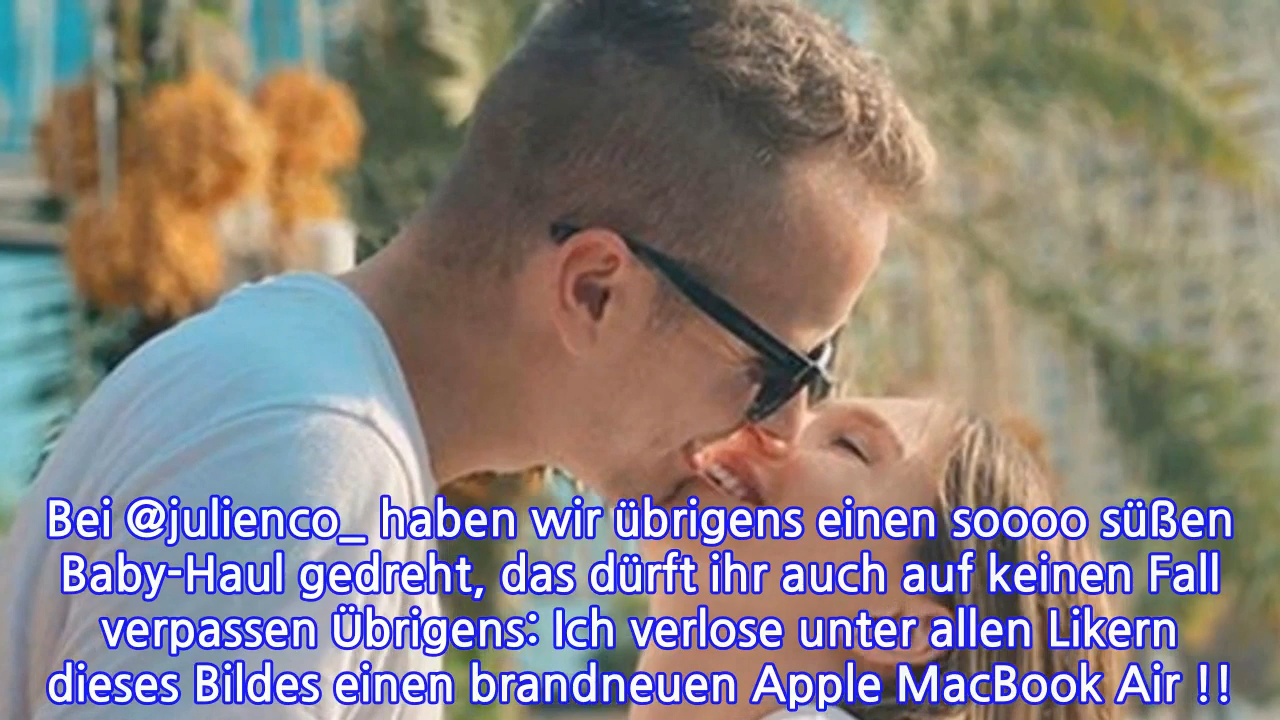 Bei @julienco_ haben wir übrigens einen soooo süßen
Baby-Haul gedreht, das dürft ihr auch auf keinen Fall
verpassen Übrigens: Ich verlose unter allen Likern
dieses Bildes einen brandneuen Apple MacBook Air !!